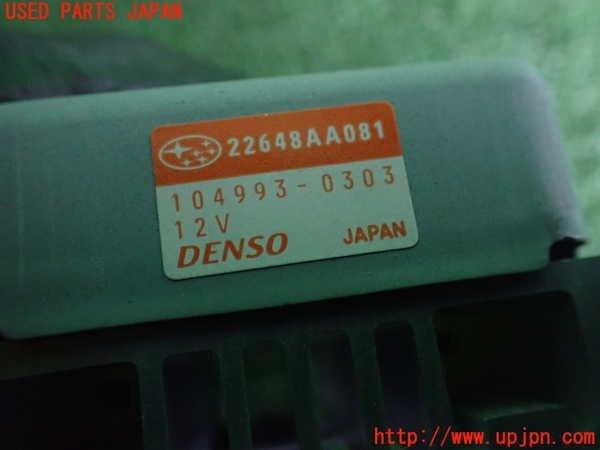 USED PARTS JAPAN
22648AA081
104993-0303
12V
DENSO JAPAN
http://www.upjpn.com/